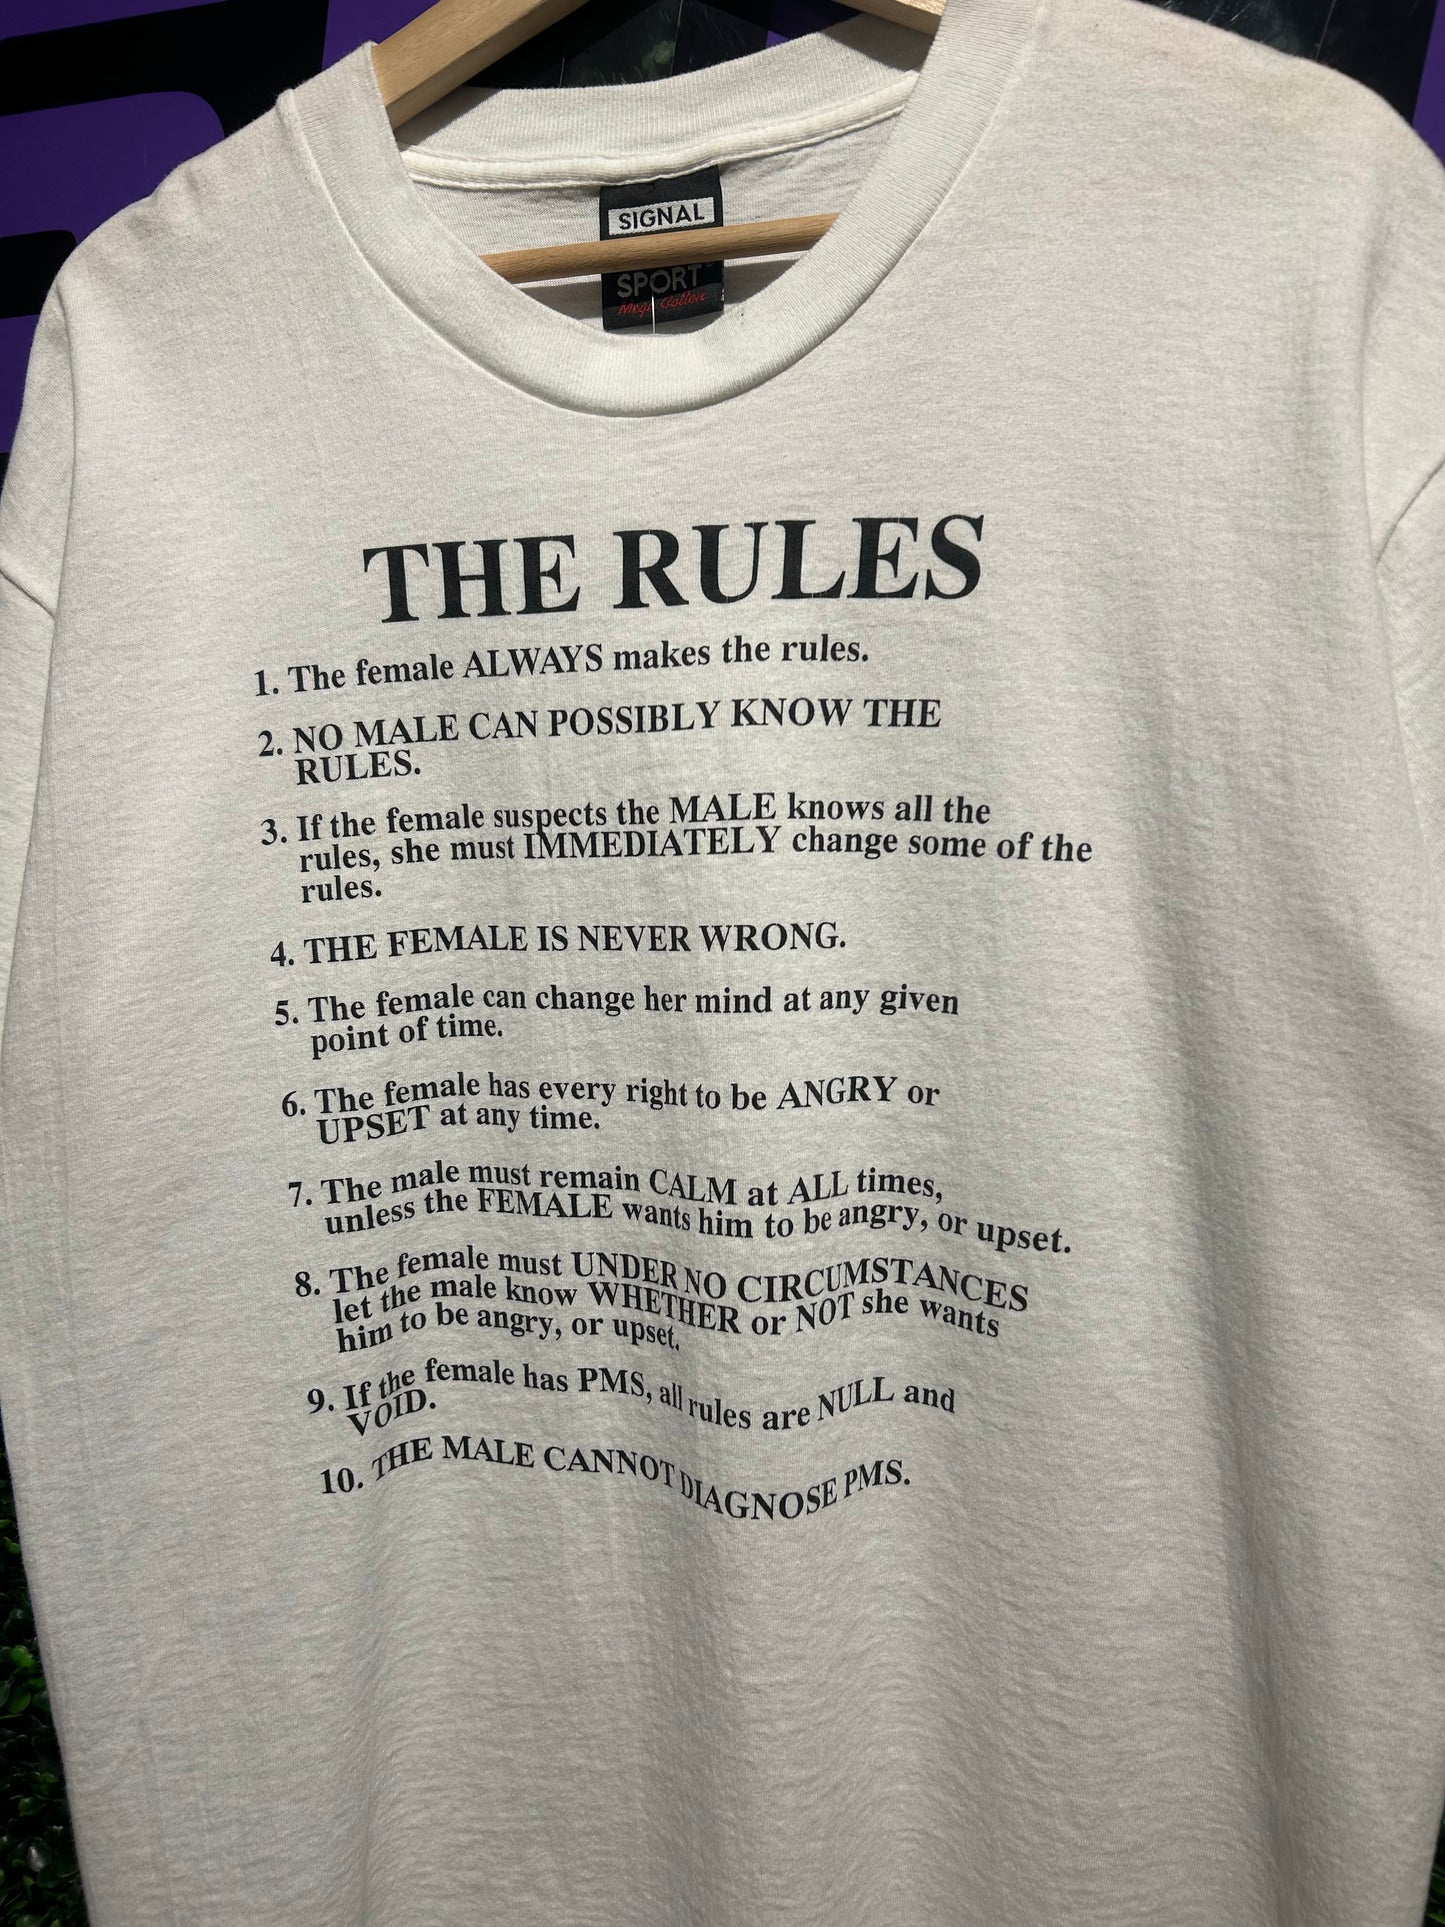 SIGNAL
SPORT
THE RULES
1. The female ALWAYS makes the rules.
2. NO MALE CAN POSSIBLY KNOW THE
RULES.
3. If the female suspects the MALE knows all the
rules, she must IMMEDIATELY change some of the
rules.
4. THE FEMALE IS NEVER WRONG.
5. The female can change her mind at any given
point of time.
6. The female has every right to be ANGRY or
UPSET at any time.
7. The male must remain CALM at ALL times,
unless the FEMALE wants him to be angry, or upset.
8. The female must UNDER NO CIRCUMSTANCES
let the male know WHETHER or NOT she wants
him to be angry, or upset.
9. If the female has PMS, all rules are NULL and
VOID.
10. THE MALE CANNOT DIAGNOSE PMS.